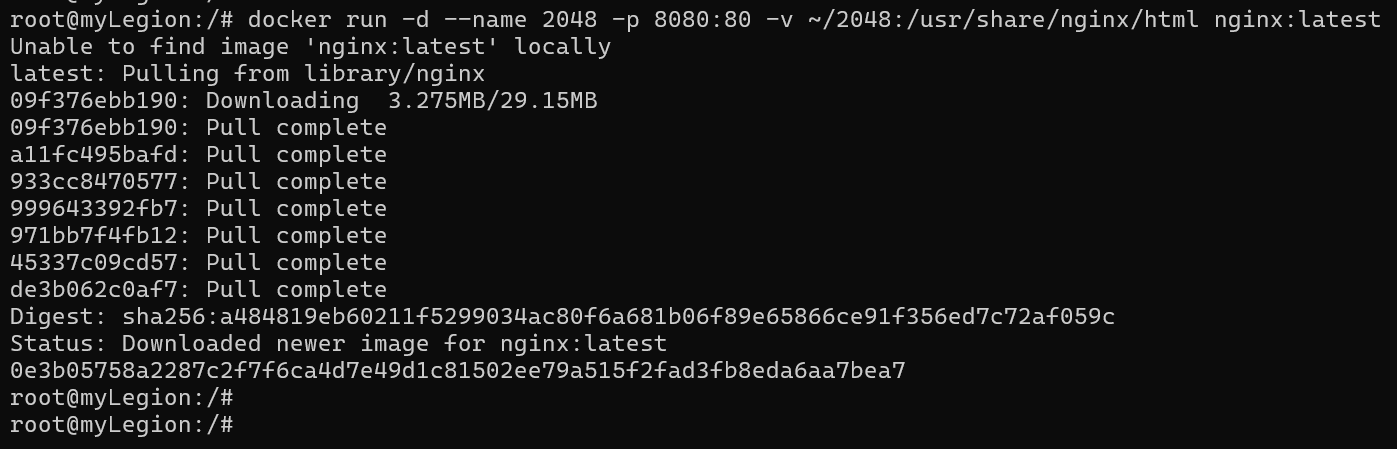 root@myLegion:/# docker run -d --name 2048 -p 8080:80 -v ~/2048:/usr/share/nginx/html nginx:latest
Unable to find image 'nginx:latest' locally
latest: Pulling from library/nginx
09f376ebb190: Downloading  3.275MB/29.15MB
09f376ebb190: Pull complete
a11fc495bafd: Pull complete
933cc8470577: Pull complete
999643392fb7: Pull complete
971bb7f4fb12: Pull complete
45337c09cd57: Pull complete
de3b062c0af7: Pull complete
Digest: sha256:a484819eb60211f5299034ac80f6a681b06f89e65866ce91f356ed7c72af059c
Status: Downloaded newer image for nginx:latest
0e3b05758a2287c2f7f6ca4d7e49d1c81502ee79a515f2fad3fb8eda6aa7bea7
root@myLegion:/#
root@myLegion:/#